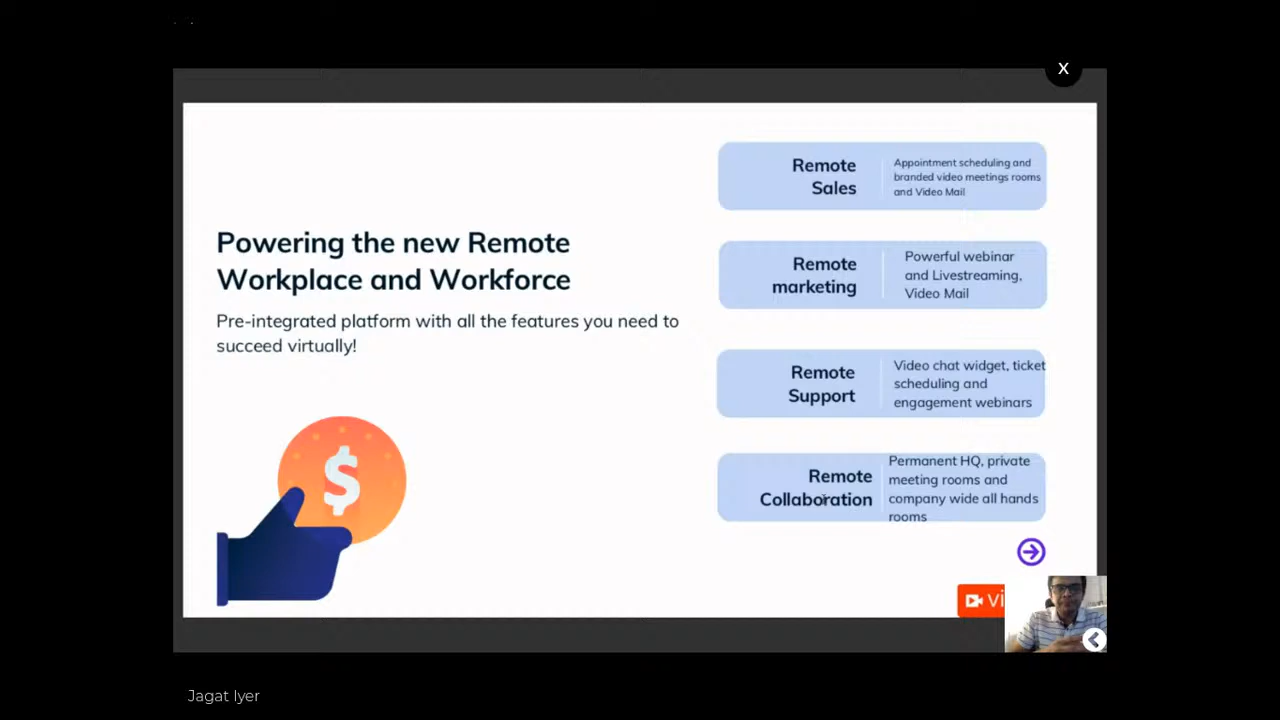 X
Powering the new Remote
Workplace and Workforce
Pre-integrated platform with all the features you need to
succeed virtually!
$
Remote
Sales
Appointment scheduling and
branded video meetings rooms
and Video Mail
Remote
marketing
Powerful webinar
and Livestreaming,
Video Mail
Remote
Support
Video chat widget, ticket
scheduling and
engagement webinars
Remote
Collaboration
Permanent HQ, private
meeting rooms and
company wide all hands
rooms
Vi
Jagat Iyer